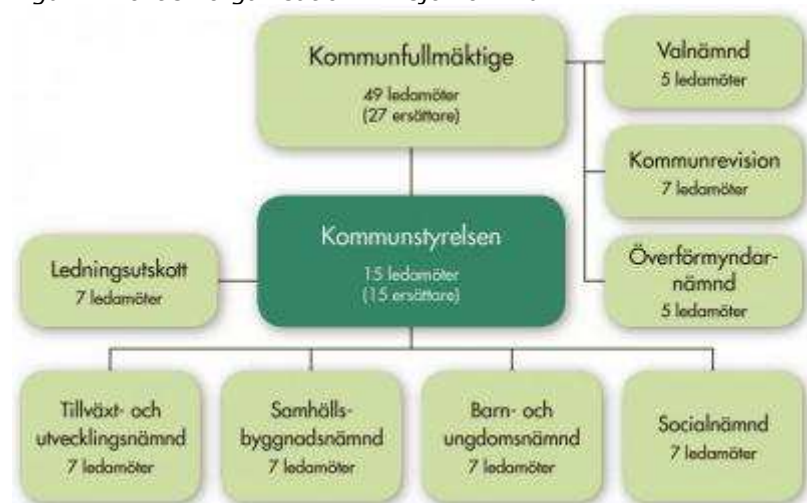 Kommunfullmäktige
49 ledamöter
(27 ersättare)
Valnämnd
5 ledamöter
Kommunrevision
7 ledamöter
Kommunstyrelsen
15 ledamöter
(15 ersättare)
Ledningsutskott
7 ledamöter
Överförmyndar-
nämnd
5 ledamöter
Tillväxt- och
utvecklingsnämnd
7 ledamöter
Samhälls-
byggnadsnämnd
7 ledamöter
Barn- och
ungdomsnämnd
7 ledamöter
Socialnämnd
7 ledamöter